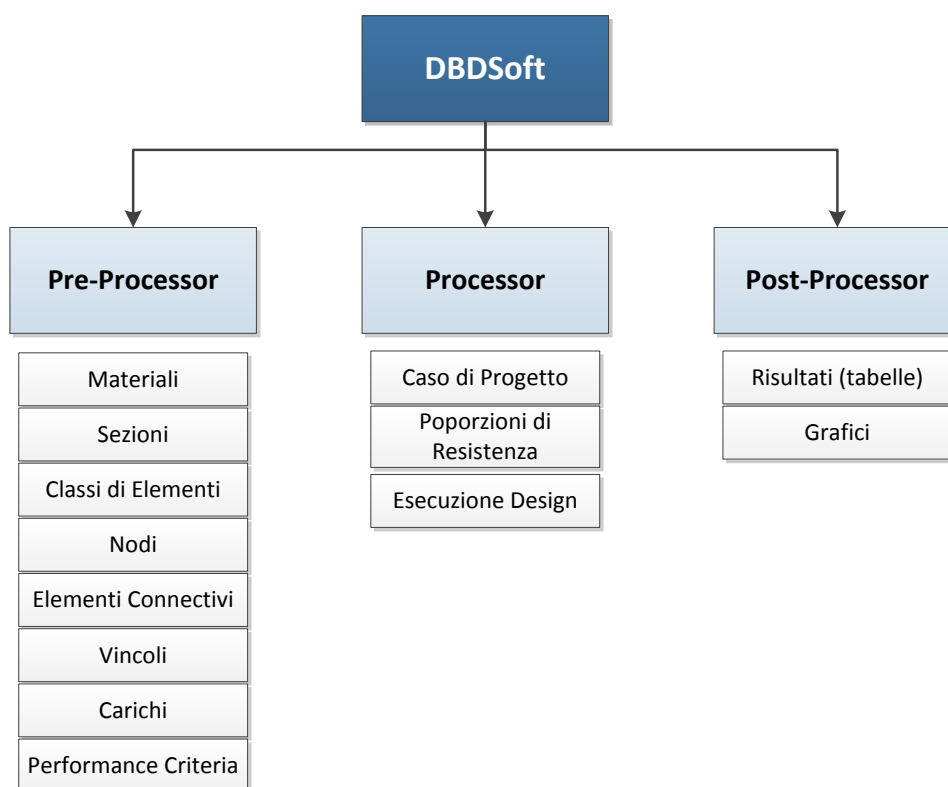 DBDSoft
Pre-Processor
Materiali
Sezioni
Classi di Elementi
Nodi
Elementi Connectivi
Vincoli
Carichi
Performance Criteria
Processor
Caso di Progetto
Poporzioni di
Resistenza
Esecuzione Design
Post-Processor
Risultati (tabelle)
Grafici